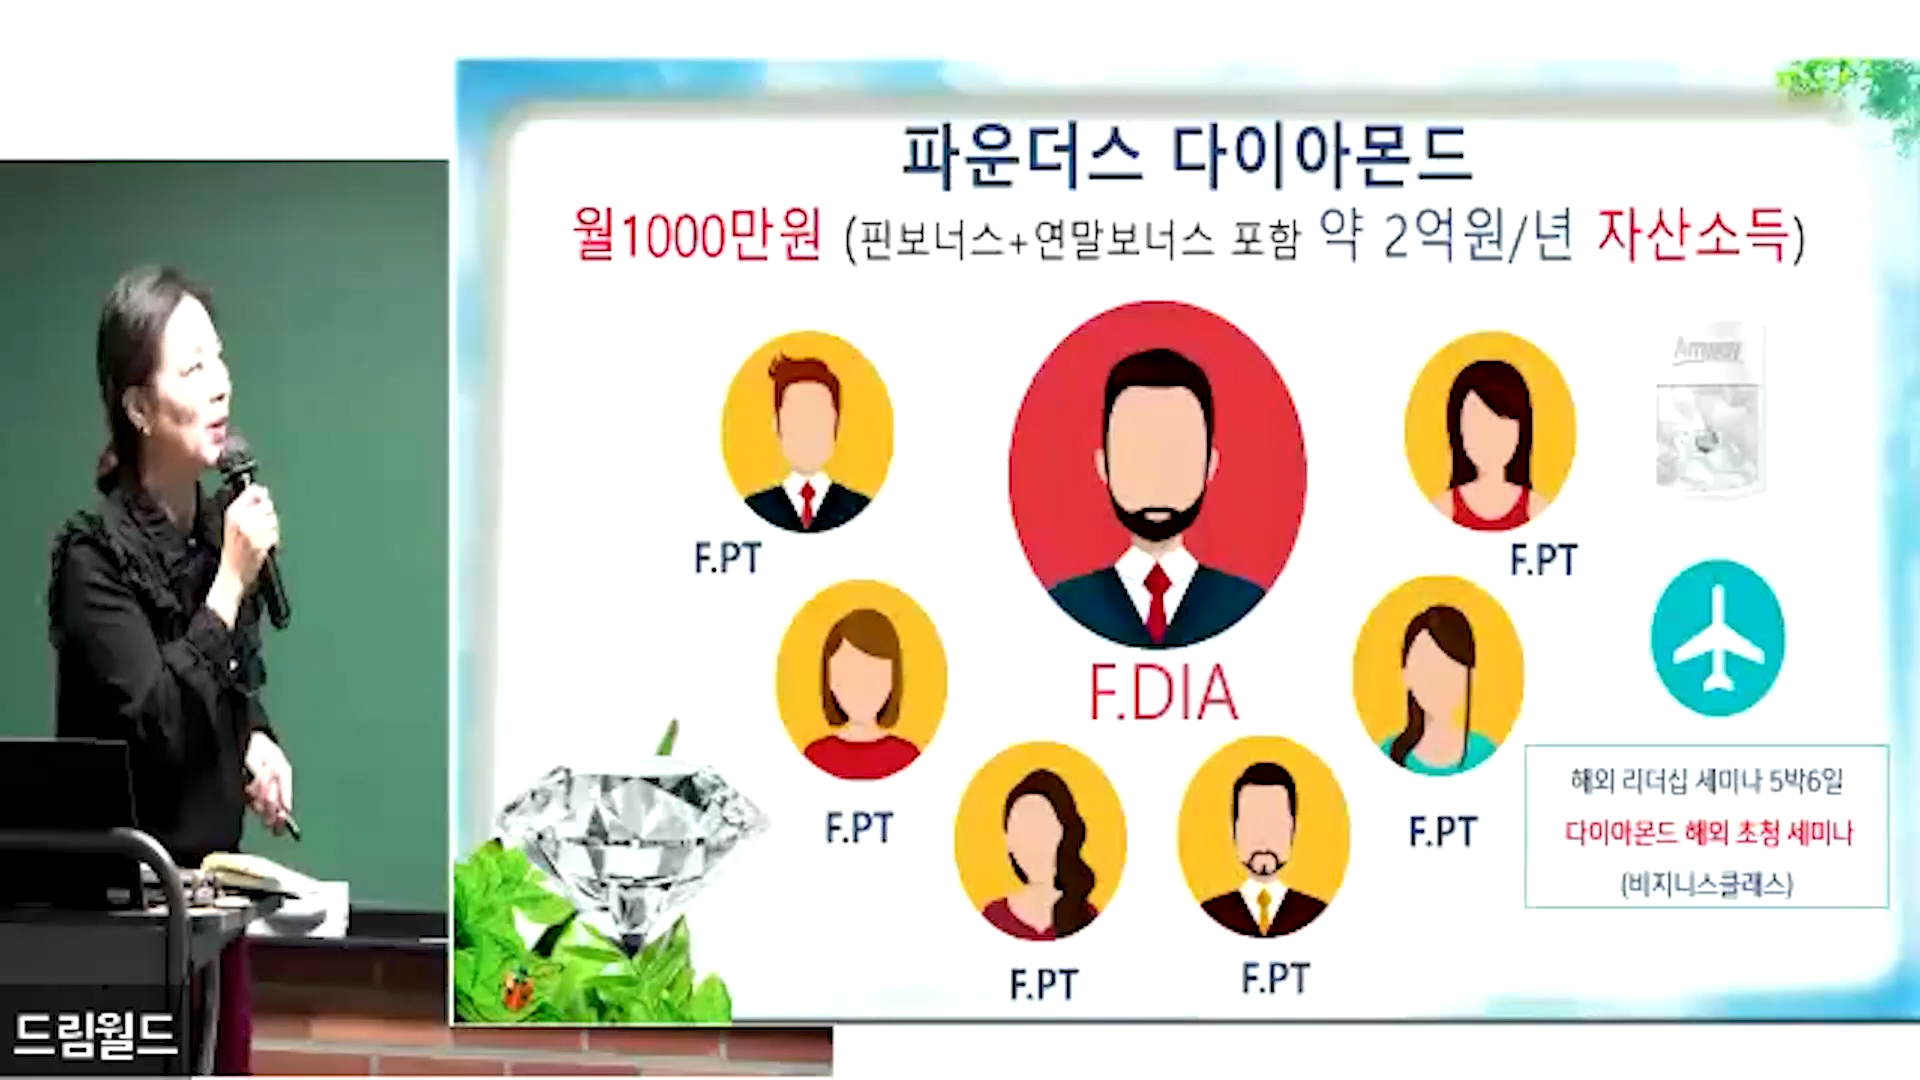 파운더스 다이아몬드
월1000만원 (핀보너스+연말보너스 포함 약 2억원/년 자산소득)
Amway
F.PT
F.PT
F.DIA
F.PT
F.PT
F.PT
F.PT
해외 리더십 세미나 5박6일
다이아몬드 해외 초청 세미나
(비지니스클래스)
드림월드